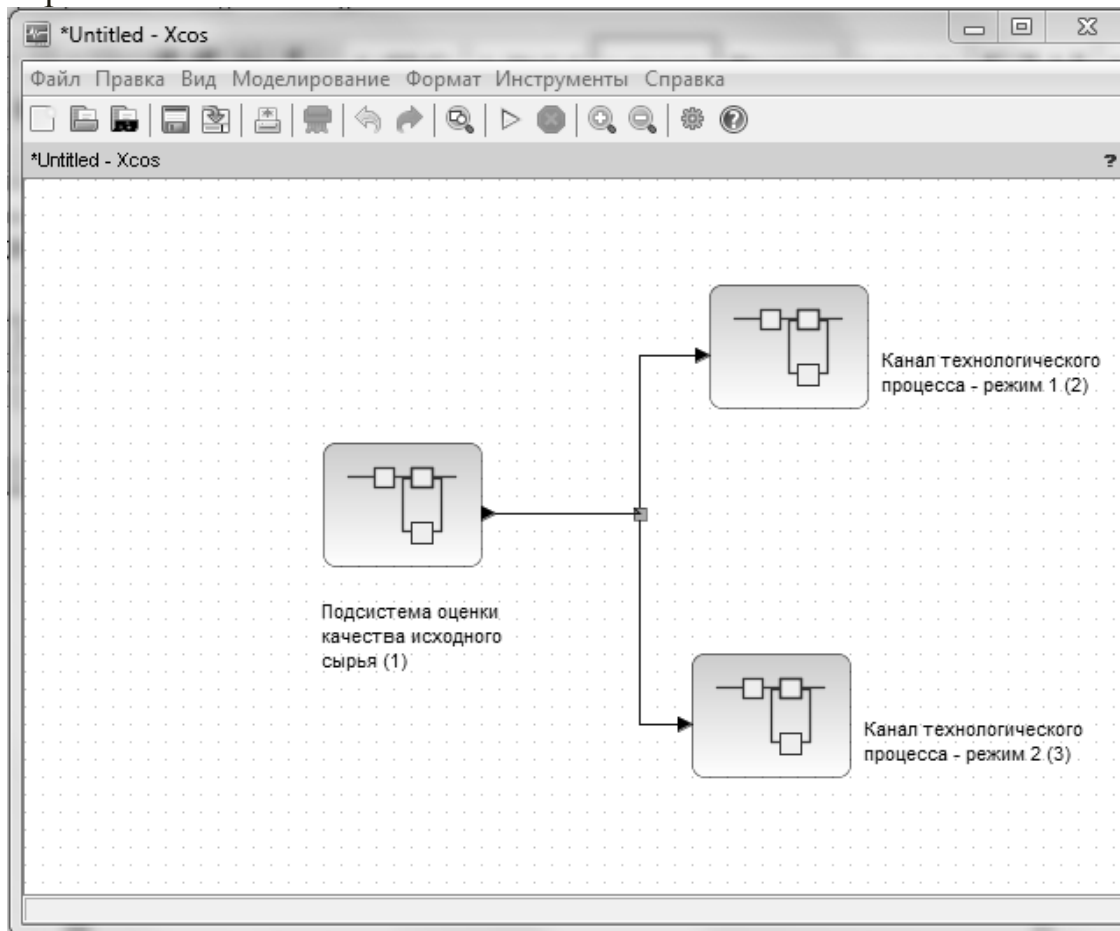 *Untitled - Xcos
Файл Правка Вид Моделирование Формат Инструменты Справка
*Untitled - Xcos ?
Канал технологического
процесса - режим 1 (2)
Подсистема оценки
качества исходного
сырья (1)
Канал технологического
процесса - режим 2 (3)